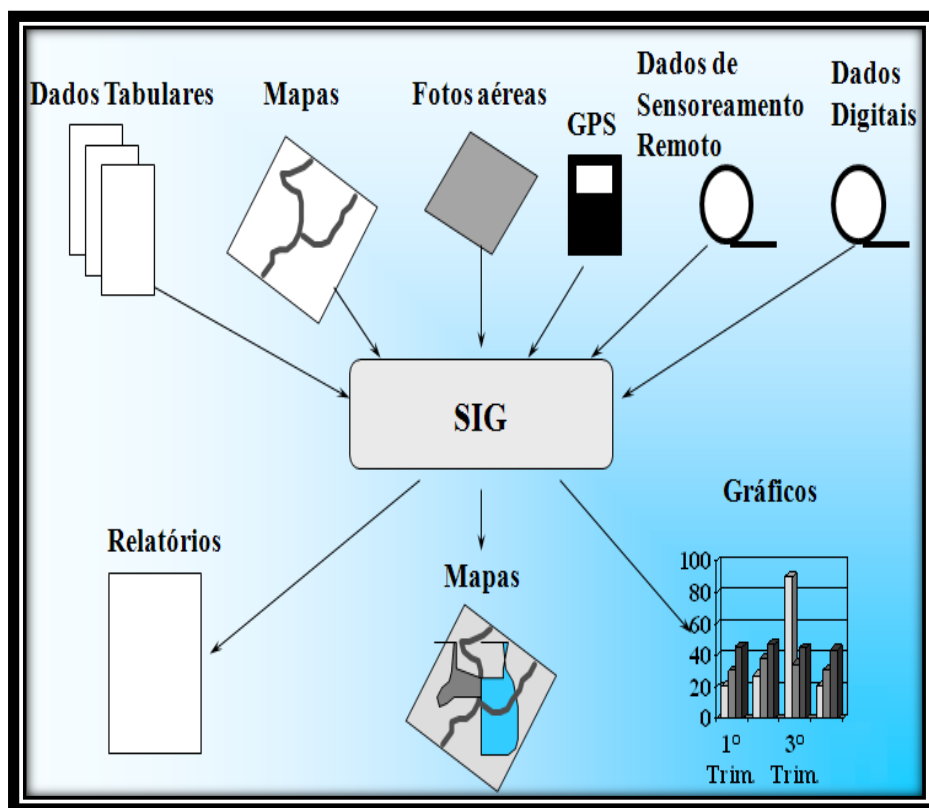 Dados Tabulares
Mapas
Fotos aéreas
GPS
Dados de
Sensoreamento
Remoto
Dados
Digitais
SIG
Relatórios
Mapas
Gráficos
100
80
60
40
20
0
1º
Trim.
3º
Trim.